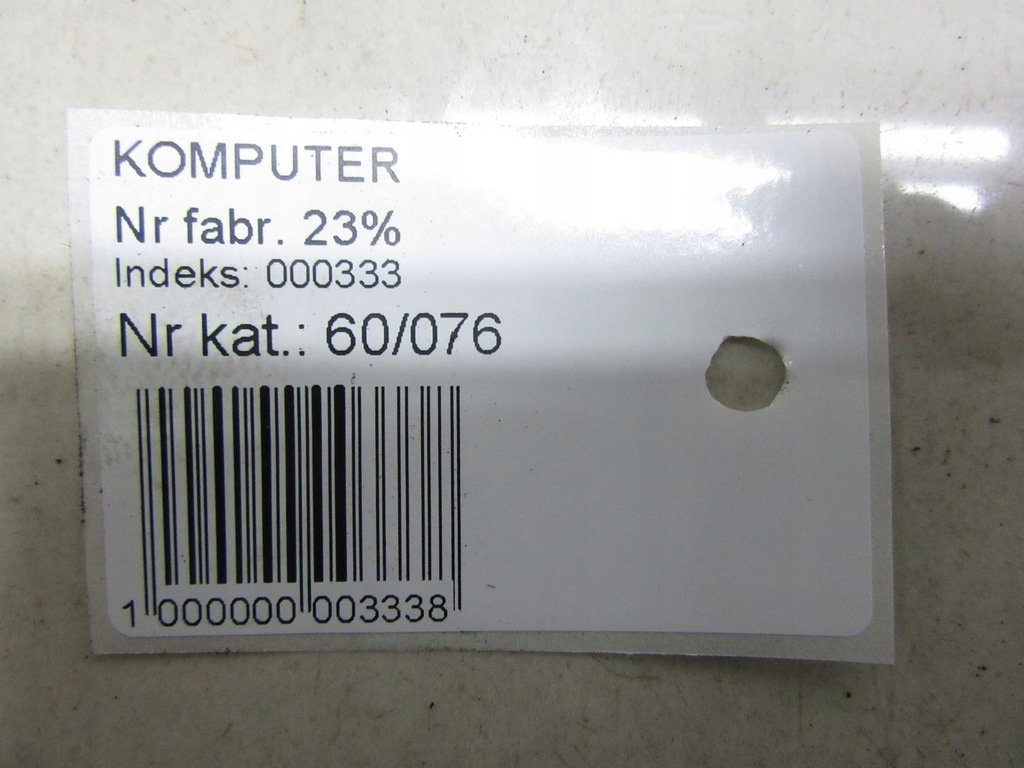 KOMPUTER
Nr fabr. 23%
Indeks: 000333
Nr kat.: 60/076
1 000000 003338